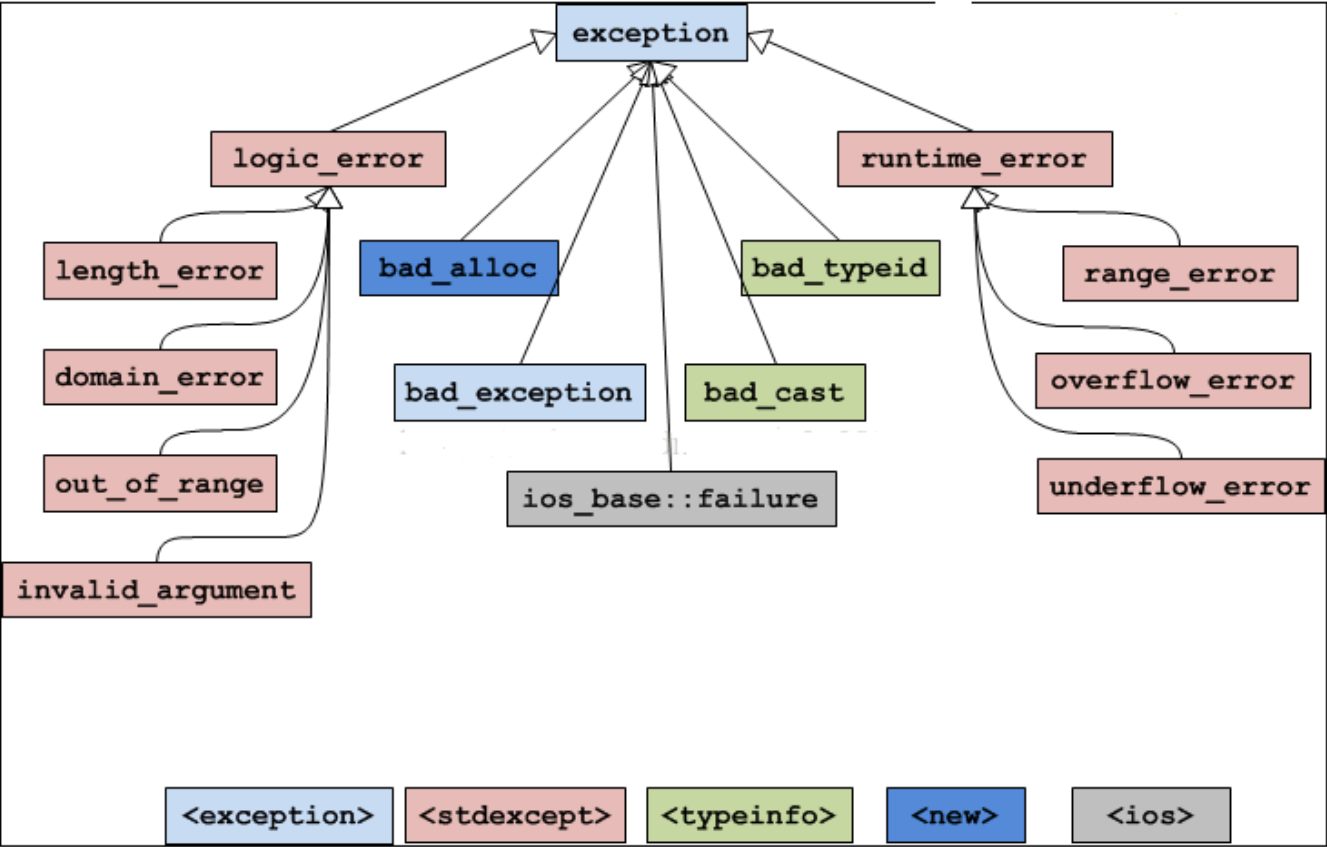 exception
logic_error
runtime_error
length_error
bad_alloc
bad_typeid
range_error
domain_error
bad_exception
bad_cast
overflow_error
out_of_range
ios_base::failure
underflow_error
invalid_argument
<exception>
<stdexcept>
<typeinfo>
<new>
<ios>